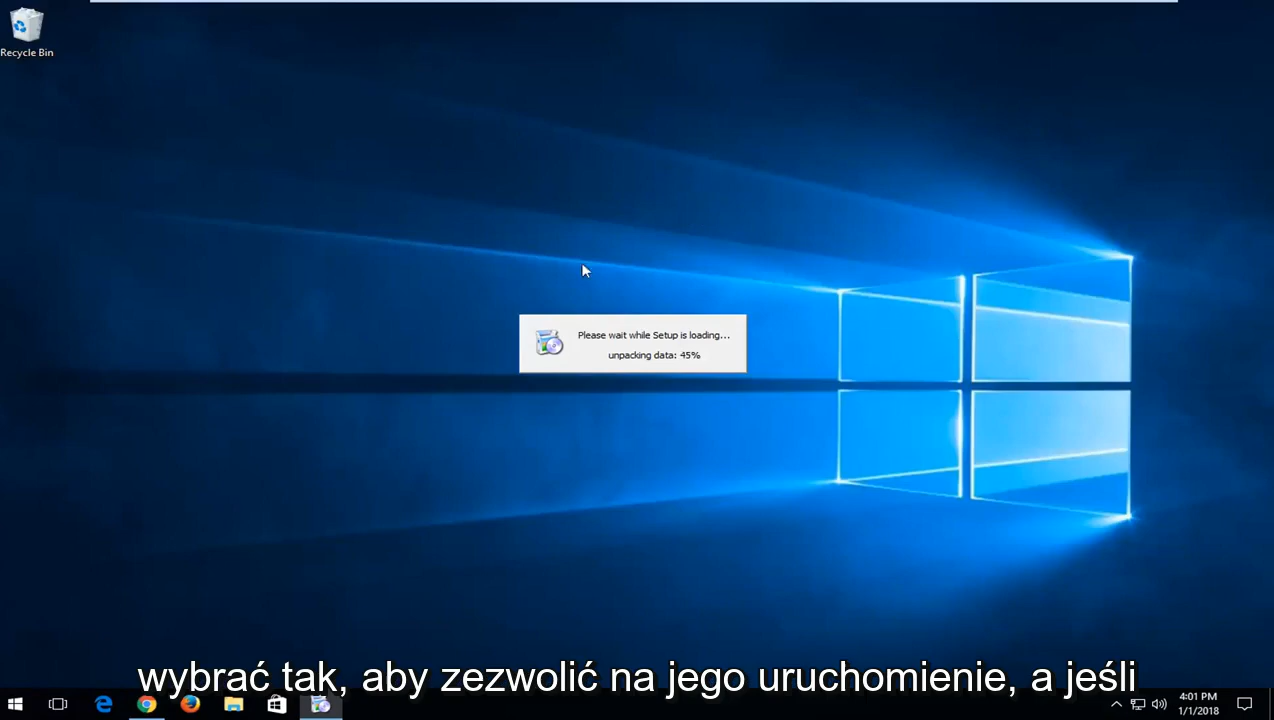 Recycle Bin
Please wait while Setup is loading...
unpacking data: 45%
wybrać tak, aby zezwolić na jego uruchomienie, a jeśli
4:01 PM
1/1/2018